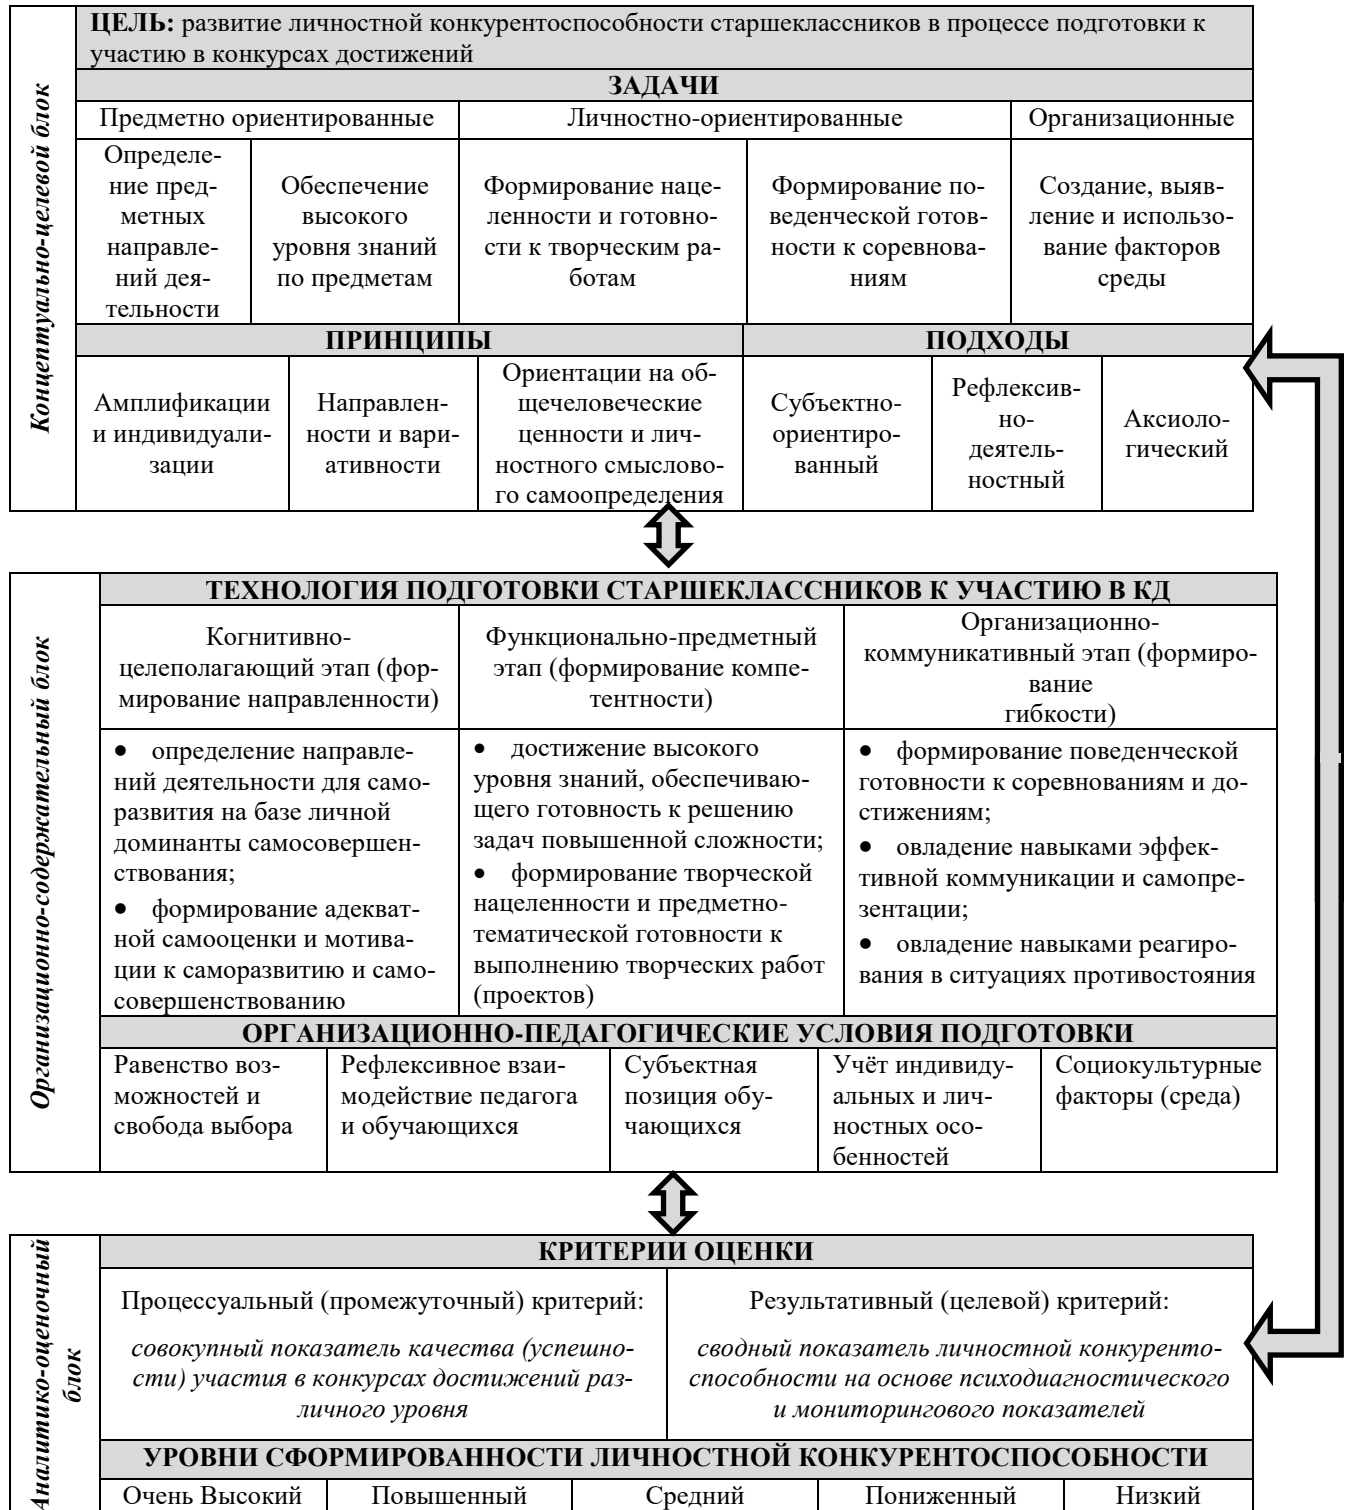 Концептуально-целевой блок
ЦЕЛЬ: развитие личностной конкурентоспособности старшеклассников в процессе подготовки к
участию в конкурсах достижений
ЗАДАЧИ
Предметно ориентированные
Личностно-ориентированные
Организационные
Определе-
ние пред-
метных
направле-
ний дея-
тельности
Обеспечение
высокого
уровня знаний
по предметам
Формирование наце-
ленности и готовно-
сти к творческим ра-
ботам
Формирование по-
веденческой готов-
ности к соревнова-
ниям
Создание, выяв-
ление и использо-
вание факторов
среды
ПРИНЦИПЫ
ПОДХОДЫ
Амплификации
и индивидуали-
зации
Направлен-
ности и вари-
ативности
Ориентации на об-
щечеловеческие
ценности и лич-
ностного смыслово-
го самоопределения
Субъектно-
ориентиро-
ванный
Рефлексив-
но-
деятель-
ностный
Аксиоло-
гический
Организационно-содержательный блок
ТЕХНОЛОГИЯ ПОДГОТОВКИ СТАРШЕКЛАССНИКОВ К УЧАСТИЮ В КД
Когнитивно-
целеполагающий этап (фор-
мирование направленности)
Функционально-предметный
этап (формирование компе-
тентности)
Организационно-
коммуникативный этап (формиро-
вание
гибкости)
• определение направле-
ний деятельности для само-
развития на базе личной
доминанты самосовершен-
ствования;
• формирование адекват-
ной самооценки и мотива-
ции к саморазвитию и само-
совершенствованию
• достижение высокого
уровня знаний, обеспечиваю-
щего готовность к решению
задач повышенной сложности;
• формирование творческой
нацеленности и предметно-
тематической готовности к
выполнению творческих работ
(проектов)
• формирование поведенческой
готовности к соревнованиям и до-
стижениям;
• овладение навыками эффек-
тивной коммуникации и самопре-
зентации;
• овладение навыками реагиро-
вания в ситуациях противостояния
ОРГАНИЗАЦИОННО-ПЕДАГОГИЧЕСКИЕ УСЛОВИЯ ПОДГОТОВКИ
Равенство воз-
можностей и
свобода выбора
Рефлексивное взаи-
модействие педагога
и обучающихся
Субъектная
позиция обу-
чающихся
Учёт индивиду-
альных и лич-
ностных осо-
бенностей
Социокультурные
факторы (среда)
Аналитико-оценочный
блок
КРИТЕРИИ ОЦЕНКИ
Процессуальный (промежуточный) критерий:
совокупный показатель качества (успешно-
сти) участия в конкурсах достижений раз-
личного уровня
Результативный (целевой) критерий:
сводный показатель личностной конкуренто-
способности на основе психодиагностического
и мониторингового показателей
УРОВНИ СФОРМИРОВАННОСТИ ЛИЧНОСТНОЙ КОНКУРЕНТОСПОСОБНОСТИ
Очень Высокий
Повышенный
Средний
Пониженный
Низкий